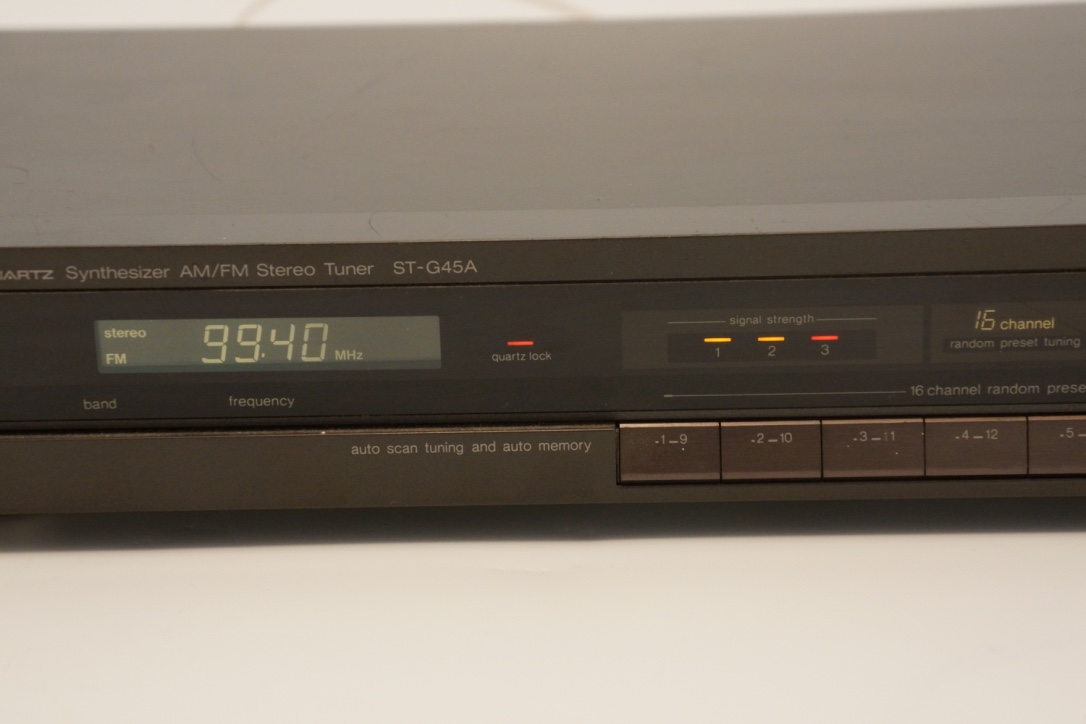 Synthesizer AM/FM Stereo Tuner ST-G45A
stereo
FM
99.40 MHz
band
frequency
quartz lock
signal strength
1 2 3
16 channel
random preset tuning
16 channel random prese
auto scan tuning and auto memory
-1-9
-2-10
-3-11
-4-12
-5-